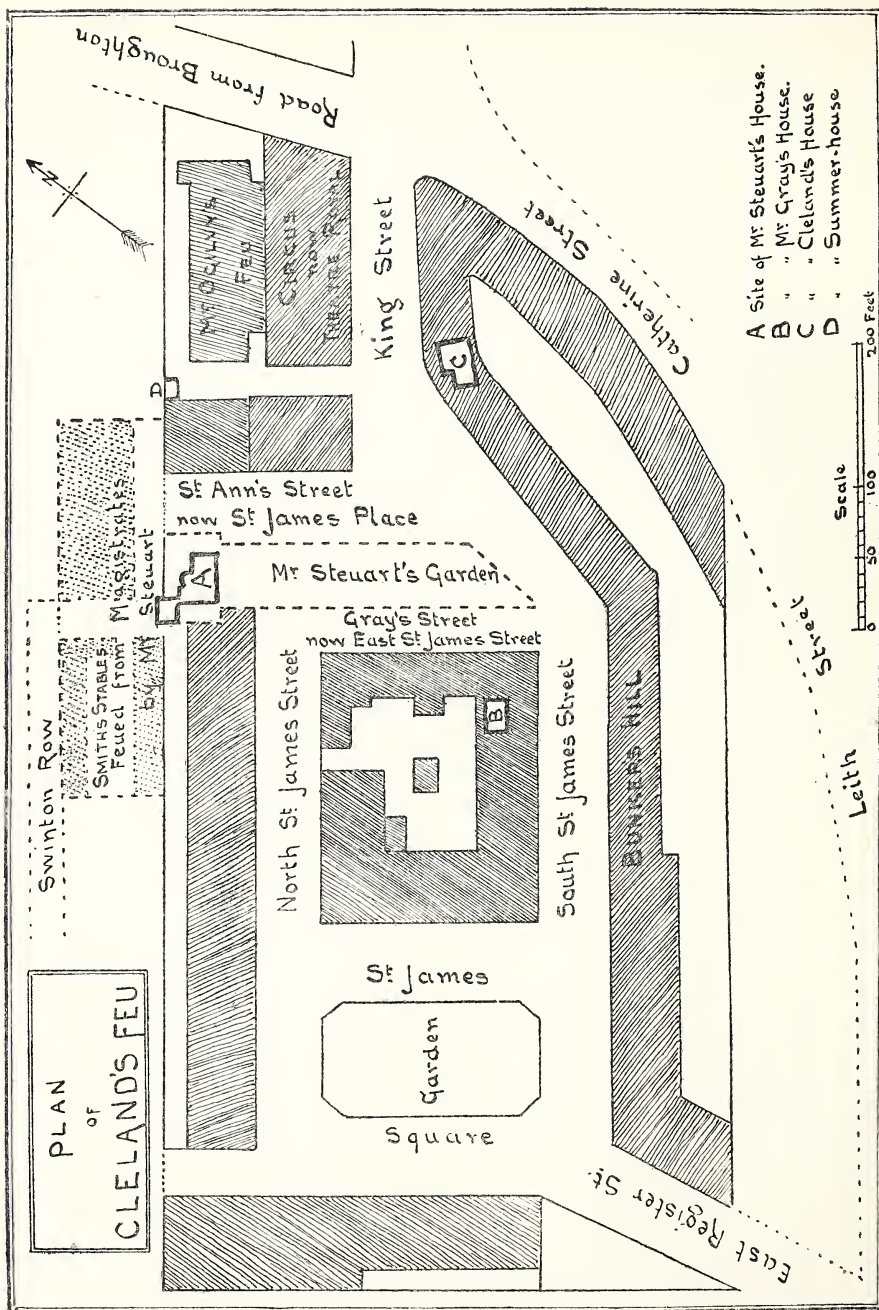 PLAN
OF
CLELAND'S FEU
Swinton Row
SMITHS STABLES
Feued from Magistrates
by Mr Steuart
D
Mr OGILVYS,
FEU
CIRCUS
now
THEATRE ROYAL
Road from Broughton
N
St Ann's Street
now St James Place
A
Mr Steuart's Garden
Gray's Street
now East St James Street
King Street
C
Catherine Street
North St James Street
B
South St James Street
BUNKERS HILL
St James
Garden
Square
East Register St.
Leith Street
A Site of Mr Steuart's House.
B " " Mr Gray's House.
C " " Cleland's House
D " " Summer-house
Scale
0 50 100 200 Feet